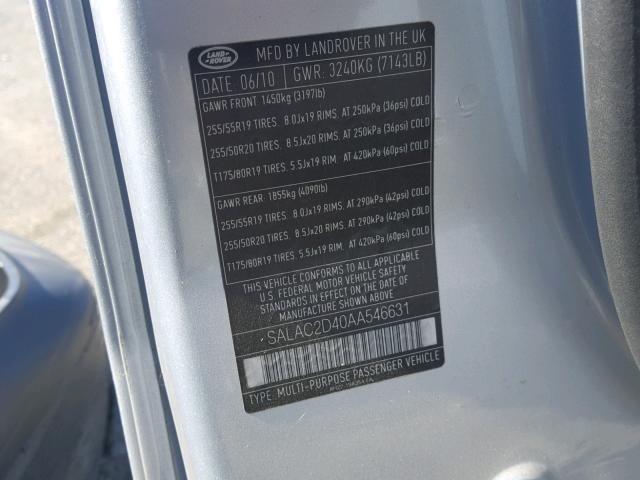 LAND ROVER
MFD BY LANDROVER IN THE UK
DATE 06/10 GWR: 3240KG (7143LB)
GAWR FRONT 1450kg (3197lb)
255/55R19 TIRES. 8.0Jx19 RIMS, AT 250kPA (36psi) COLD
255/50R20 TIRES. 8.5Jx20 RIMS, AT 250kPA (36psi) COLD
T175/80R19 TIRES. 5.5Jx19 RIM. AT 420kPA (60psi) COLD
GAWR REAR: 1855kg (4090lb)
255/55R19 TIRES. 8.0Jx19 RIMS, AT 290kPA (42psi) COLD
255/50R20 TIRES. 8.5Jx20 RIMS, AT 290kPA (42psi) COLD
T175/80R19 TIRES. 5.5Jx19 RIM. AT 420kPa (60psi) COLD
THIS VEHICLE CONFORMS TO ALL APPLICABLE
U.S. FEDERAL MOTOR VEHICLE SAFETY
STANDARDS IN EFFECT ON THE DATE OF
MANUFACTURE SHOWN ABOVE.
SALAC2D40AA546631
TYPE: MULTI-PURPOSE PASSENGER VEHICLE